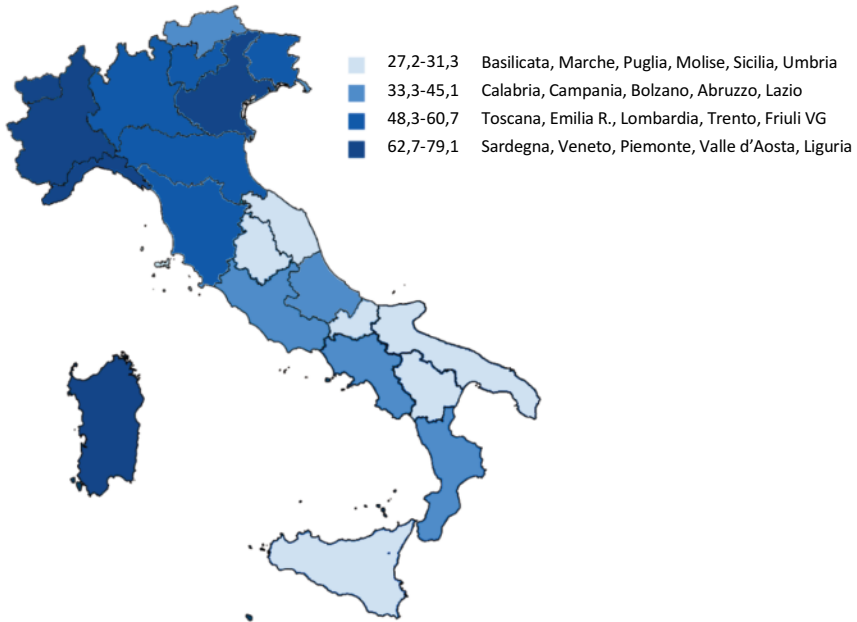 27,2-31,3 Basilicata, Marche, Puglia, Molise, Sicilia, Umbria
33,3-45,1 Calabria, Campania, Bolzano, Abruzzo, Lazio
48,3-60,7 Toscana, Emilia R., Lombardia, Trento, Friuli VG
62,7-79,1 Sardegna, Veneto, Piemonte, Valle d’Aosta, Liguria